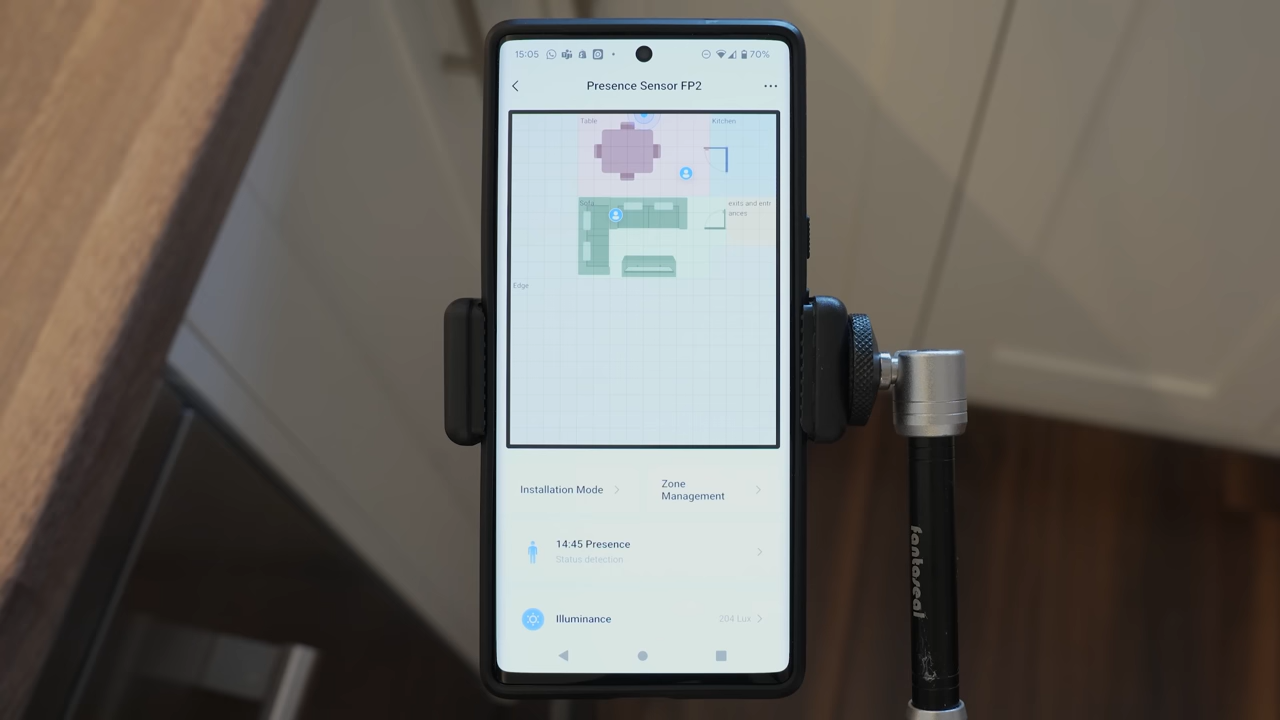 15:05
70%
Presence Sensor FP2
Table
Kitchen
Sofa
exits and entr
ances
Edge
Installation Mode
Zone
Management
14:45 Presence
Status detection
Illuminance
204 Lux
fantaseal